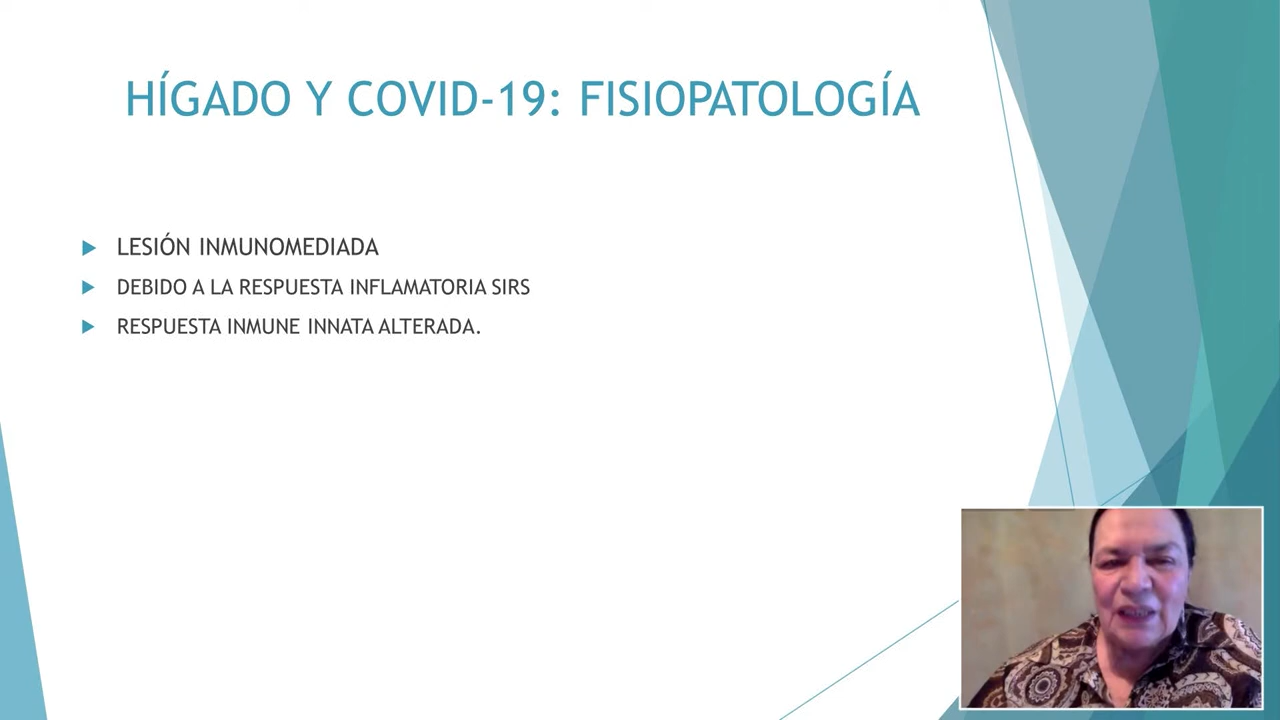 HÍGADO Y COVID-19: FISIOPATOLOGÍA
LESIÓN INMUNOMEDIADA
DEBIDO A LA RESPUESTA INFLAMATORIA SIRS
RESPUESTA INMUNE INNATA ALTERADA.